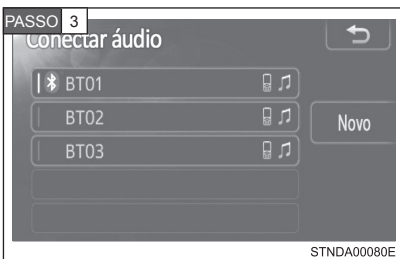 PASSO 3
Conectar áudio
BT01
BT02
Novo
BT03
STNDA00080E